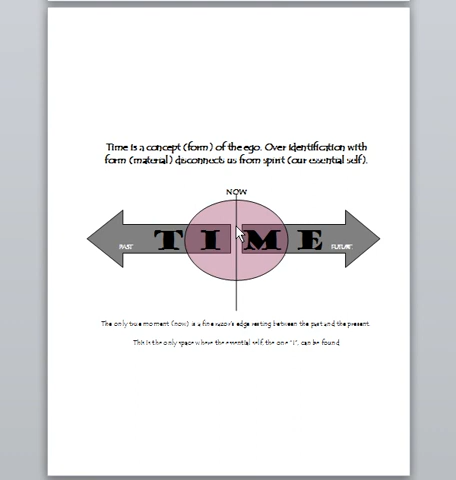 Time is a concept (form) of the ego. Over identification with
form (material) disconnects us from spirit (our essential self).
NOW
PAST TIME FUTURE
The only true moment (now) is a fine razor's edge resting between the past and the present.
This is the only space where the essential self, the one "I", can be found